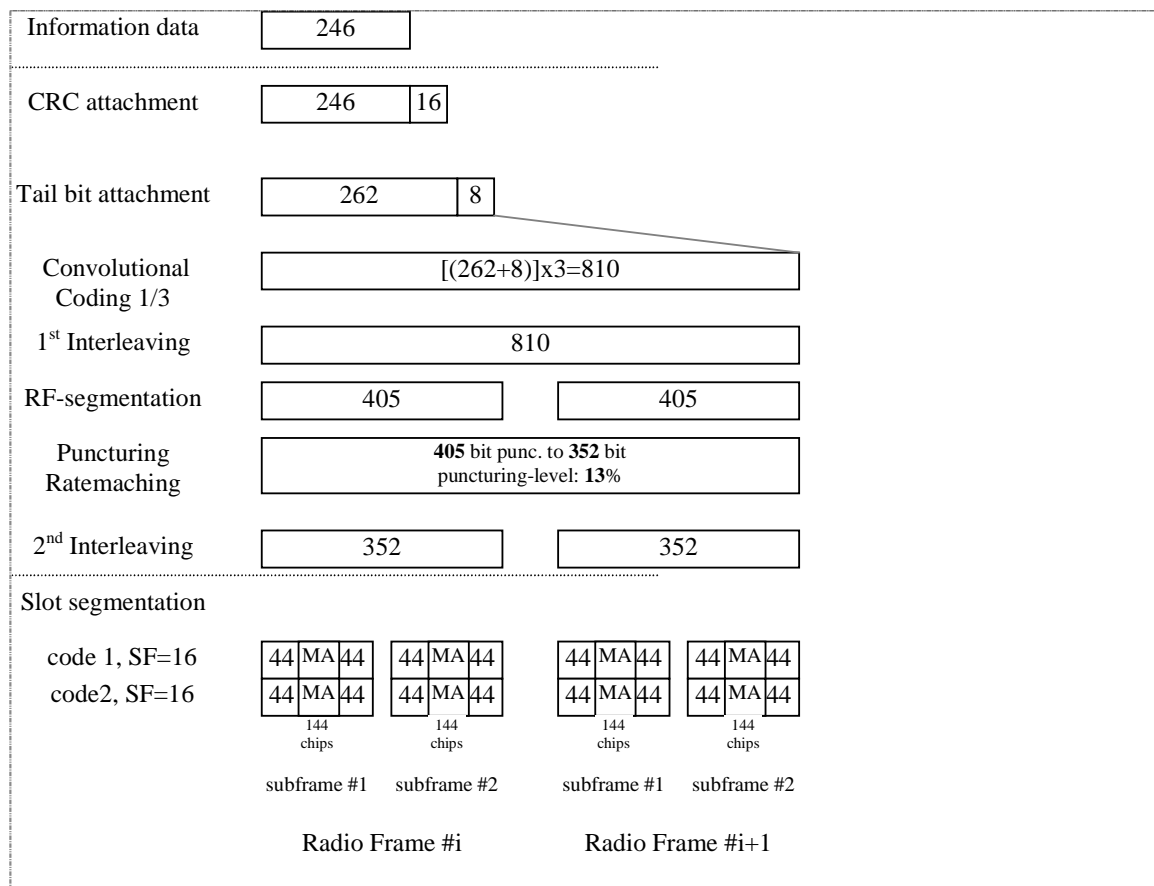 Information data
246
CRC attachment
246 16
Tail bit attachment
262 8
Convolutional
Coding 1/3
[(262+8)]x3=810
1st Interleaving
810
RF-segmentation
405 405
Puncturing
Ratemaching
405 bit punc. to 352 bit
puncturing-level: 13%
2nd Interleaving
352 352
Slot segmentation
code 1, SF=16
44 MA 44 44 MA 44 44 MA 44 44 MA 44
code2, SF=16
44 MA 44 44 MA 44 44 MA 44 44 MA 44
144 144 144 144
chips chips chips chips
subframe #1 subframe #2 subframe #1 subframe #2
Radio Frame #i Radio Frame #i+1